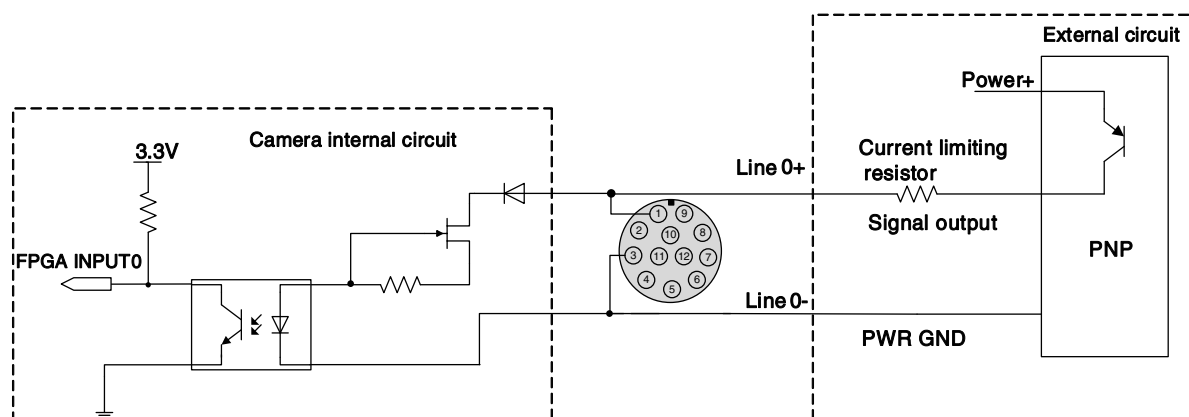 External circuit
Power+
Camera internal circuit
3.3V
Line 0+
Current limiting
resistor
Signal output
PNP
FPGA INPUT0
1
9
2
10
8
3
11
12
7
4
6
5
Line 0-
PWR GND